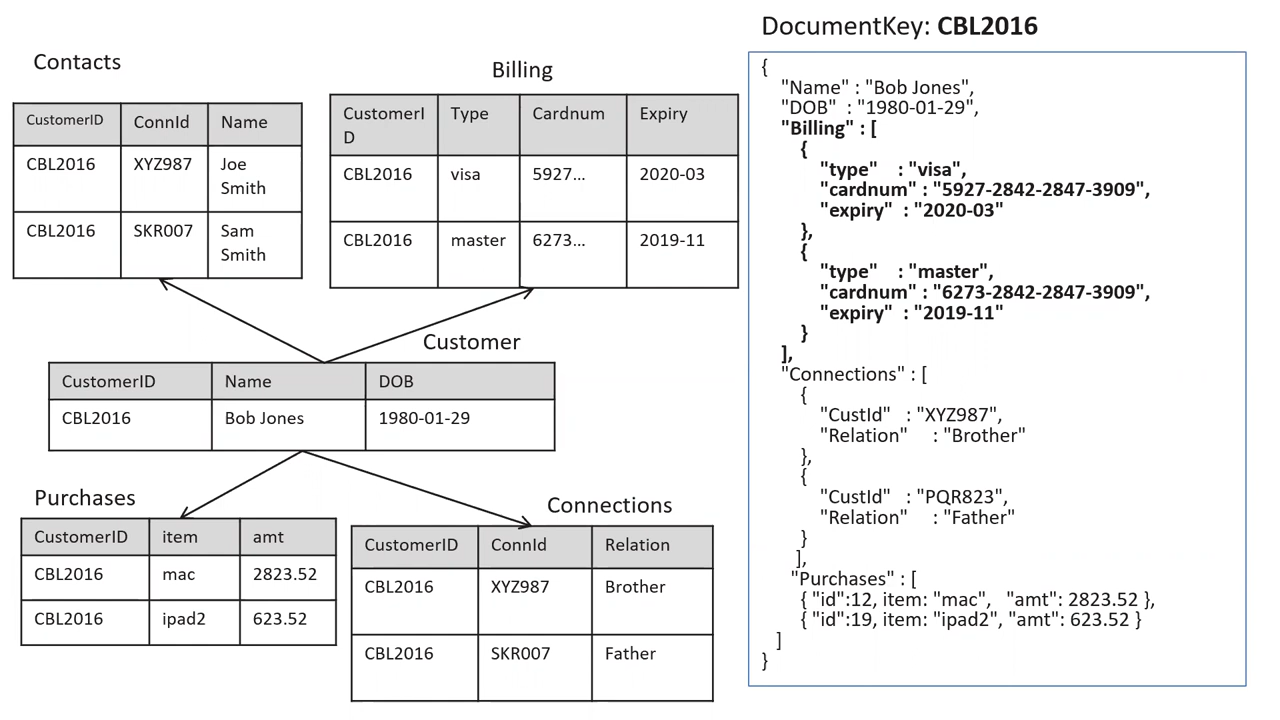 DocumentKey: CBL2016
Contacts
CustomerID ConnId Name
CBL2016 XYZ987 Joe
Smith
CBL2016 SKR007 Sam
Smith
Billing
CustomerI
D Type Cardnum Expiry
CBL2016 visa 5927... 2020-03
CBL2016 master 6273... 2019-11
Customer
CustomerID Name DOB
CBL2016 Bob Jones 1980-01-29
Purchases
CustomerID item amt
CBL2016 mac 2823.52
CBL2016 ipad2 623.52
Connections
CustomerID ConnId Relation
CBL2016 XYZ987 Brother
CBL2016 SKR007 Father
{
"Name" : "Bob Jones",
"DOB" : "1980-01-29",
"Billing" : [
{
"type" : "visa",
"cardnum" : "5927-2842-2847-3909",
"expiry" : "2020-03"
},
{
"type" : "master",
"cardnum" : "6273-2842-2847-3909",
"expiry" : "2019-11"
}
],
"Connections" : [
{
"CustId" : "XYZ987",
"Relation" : "Brother"
},
{
"CustId" : "PQR823",
"Relation" : "Father"
}
],
"Purchases" : [
{ "id":12, item: "mac", "amt": 2823.52 },
{ "id":19, item: "ipad2", "amt": 623.52 }
]
}